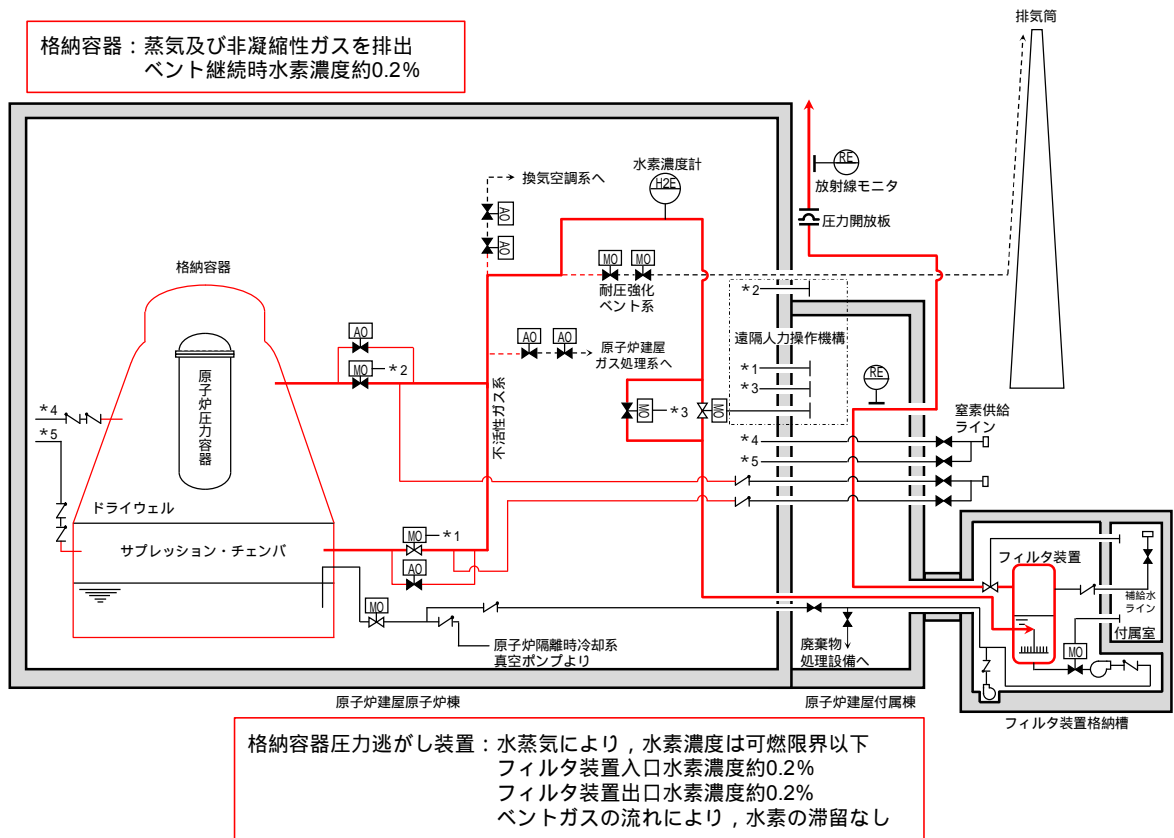 排気筒
格納容器：蒸気及び非凝縮性ガスを排出
ベント継続時水素濃度約0.2%
水素濃度計
H2E
RE
放射線モニタ
換気空調系へ
AO
AO
圧力開放板
格納容器
MO
MO
耐圧強化
ベント系
*2
遠隔人力操作機構
AO
MO
*2
AO
AO
原子炉建屋
ガス処理系へ
*1
*3
RE
原子炉圧力容器
不活性ガス系
MO
*3
MO
窒素供給
ライン
*4
*5
*4
*5
ドライウェル
サプレッション・チェンバ
MO
*1
AO
フィルタ装置
補給水
ライン
付属室
MO
MO
原子炉隔離時冷却系
真空ポンプより
廃棄物
処理設備へ
原子炉建屋原子炉棟
原子炉建屋付属棟
フィルタ装置格納槽
格納容器圧力逃がし装置：水蒸気により，水素濃度は可燃限界以下
フィルタ装置入口水素濃度約0.2%
フィルタ装置出口水素濃度約0.2%
ベントガスの流れにより，水素の滞留なし